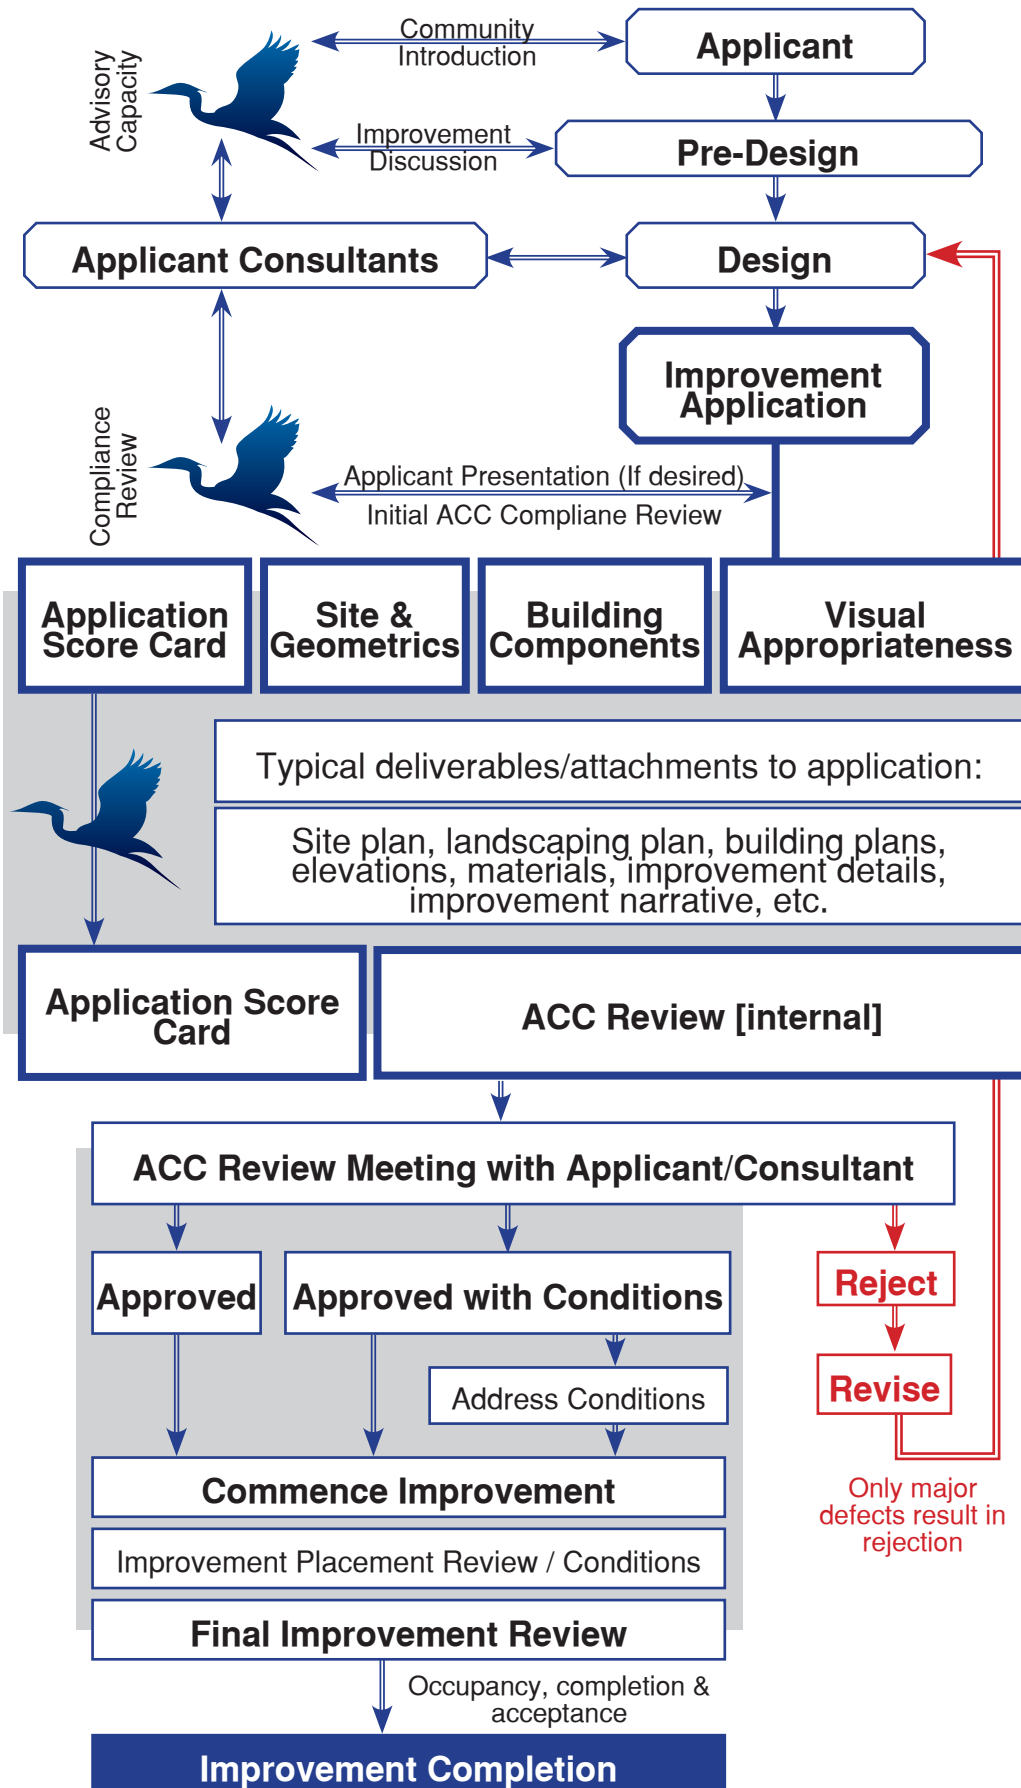 Community
Introduction
Applicant
Advisory
Capacity
Improvement
Discussion
Pre-Design
Applicant Consultants
Design
Improvement
Application
Compliance
Review
Applicant Presentation (If desired)
Initial ACC Compliane Review
Application
Score Card
Site &
Geometrics
Building
Components
Visual
Appropriateness
Typical deliverables/attachments to application:
Site plan, landscaping plan, building plans,
elevations, materials, improvement details,
improvement narrative, etc.
Application Score
Card
ACC Review [internal]
ACC Review Meeting with Applicant/Consultant
Approved
Approved with Conditions
Reject
Address Conditions
Revise
Commence Improvement
Only major
defects result in
rejection
Improvement Placement Review / Conditions
Final Improvement Review
Occupancy, completion &
acceptance
Improvement Completion